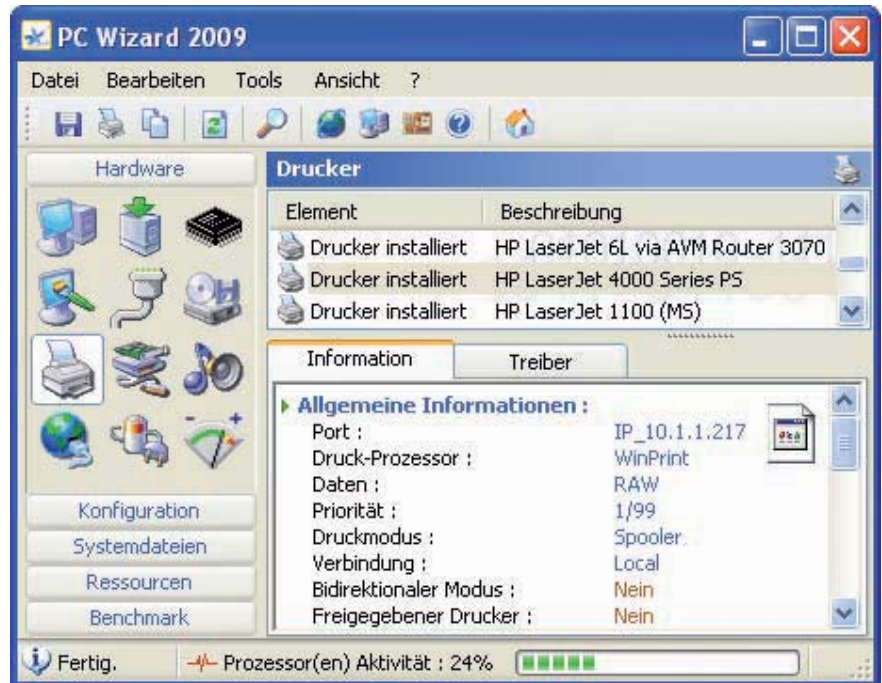 PC Wizard 2009
Datei Bearbeiten Tools Ansicht ?
Hardware
Konfiguration
Systemdateien
Ressourcen
Benchmark
Drucker
Element Beschreibung
Drucker installiert HP LaserJet 6L via AVM Router 3070
Drucker installiert HP LaserJet 4000 Series PS
Drucker installiert HP LaserJet 1100 (MS)
Information Treiber
Allgemeine Informationen :
Port : IP_10.1.1.217
Druck-Prozessor : WinPrint
Daten : RAW
Priorität : 1/99
Druckmodus : Spooler
Verbindung : Local
Bidirektionaler Modus : Nein
Freigegebener Drucker : Nein
Fertig. Prozessor(en) Aktivität : 24%